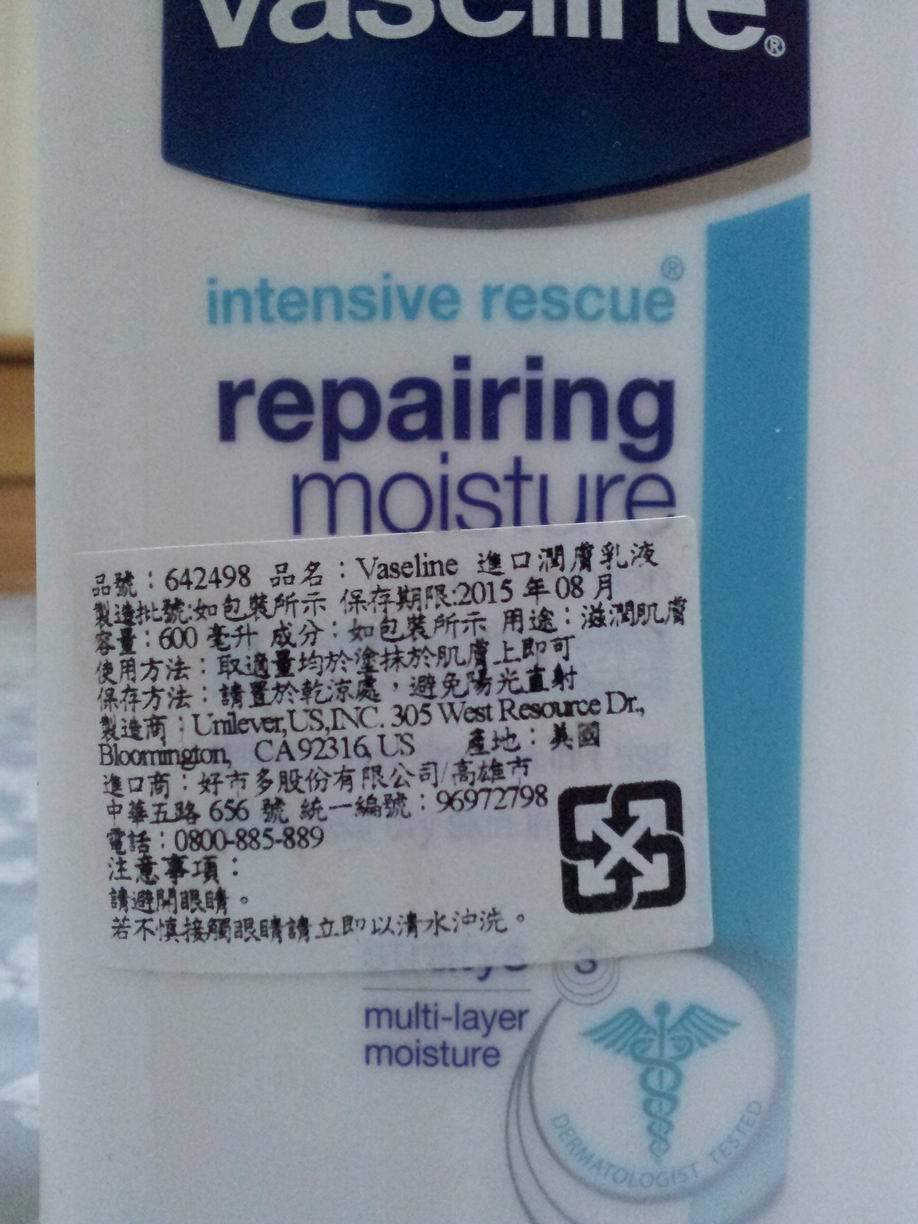 Vaseline®
intensive rescue®
repairing
moisture
品號：642498 品名：Vaseline 進口潤膚乳液
製造批號:如包裝所示 保存期限:2015 年 08 月
容量：600 毫升 成分：如包裝所示 用途：滋潤肌膚
使用方法：取適量均於塗抹於肌膚上即可
保存方法：請置於乾涼處，避免陽光直射
製造商：Unilever,US,INC. 305 West Resource Dr.,
Bloomington, CA92316, US 產地：美國
進口商：好市多股份有限公司/高雄市
中華五路 656 號 統一編號：96972798
電話：0800-885-889
注意事項：
請避開眼睛。
若不慎接觸眼睛請立即以清水沖洗。
3
multi-layer
moisture
DERMATOLOGIST TESTED